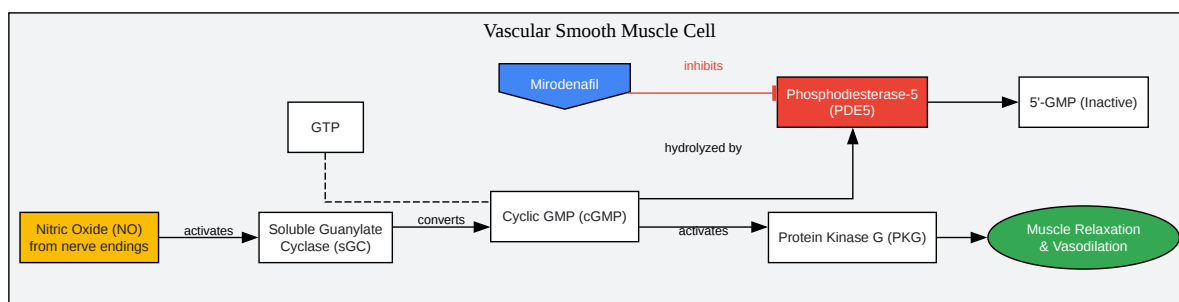 Vascular Smooth Muscle Cell
Mirodenafil
inhibits
Phosphodiesterase-5
(PDE5)
5'-GMP (Inactive)
GTP
hydrolyzed by
Nitric Oxide (NO)
from nerve endings
activates
Soluble Guanylate
Cyclase (sGC)
converts
Cyclic GMP (cGMP)
activates
Protein Kinase G (PKG)
Muscle Relaxation
& Vasodilation